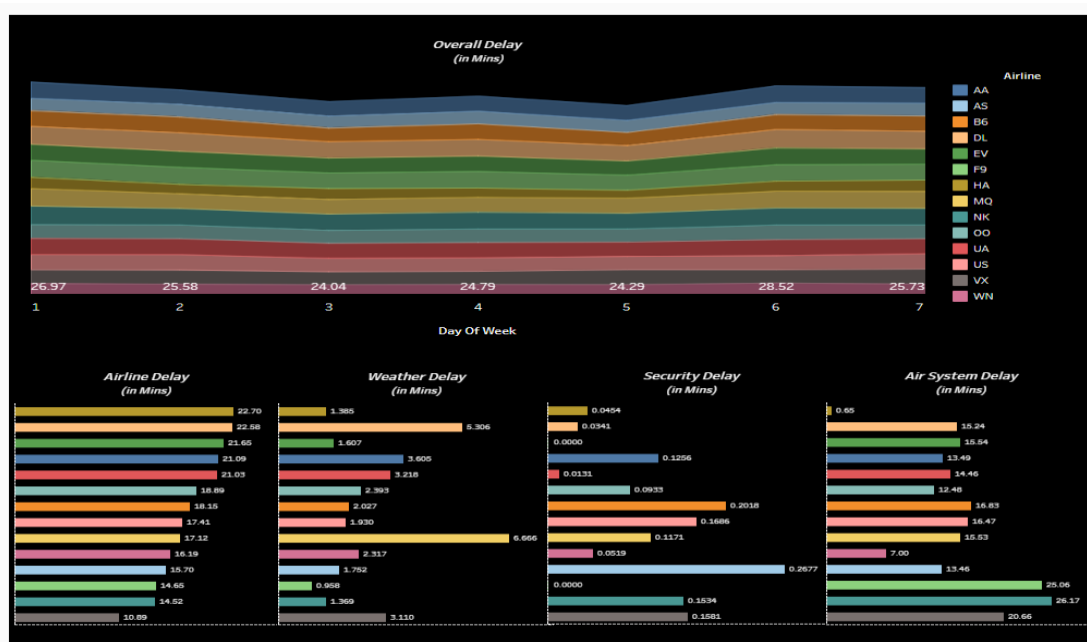 Overall Delay
(in Mins)
Airline
AA
AS
B6
DL
EV
F9
HA
MQ
NK
OO
UA
US
VX
WN
26.97 25.58 24.04 24.79 24.29 28.52 25.73
1 2 3 4 5 6 7
Day Of Week
Airline Delay
(in Mins)
22.70
22.58
21.65
21.09
21.03
18.89
18.15
17.41
17.12
16.19
15.70
14.65
14.52
10.89
Weather Delay
(in Mins)
1.385
5.306
1.607
3.605
3.218
2.393
2.027
1.930
6.666
2.317
1.752
0.958
1.369
3.110
Security Delay
(in Mins)
0.0454
0.0341
0.0000
0.1256
0.0131
0.0933
0.2018
0.1686
0.1171
0.0519
0.2677
0.0000
0.1534
0.1581
Air System Delay
(in Mins)
0.65
15.24
15.54
13.49
14.46
12.48
16.83
16.47
15.53
7.00
13.46
25.06
26.17
20.66